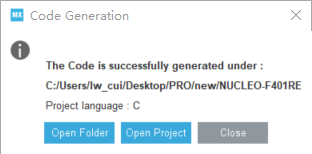 MX Code Generation
The Code is successfully generated under :
C:/Users/lw_cui/Desktop/PRO/new/NUCLEO-F401RE
Project language : C
Open Folder Open Project Close